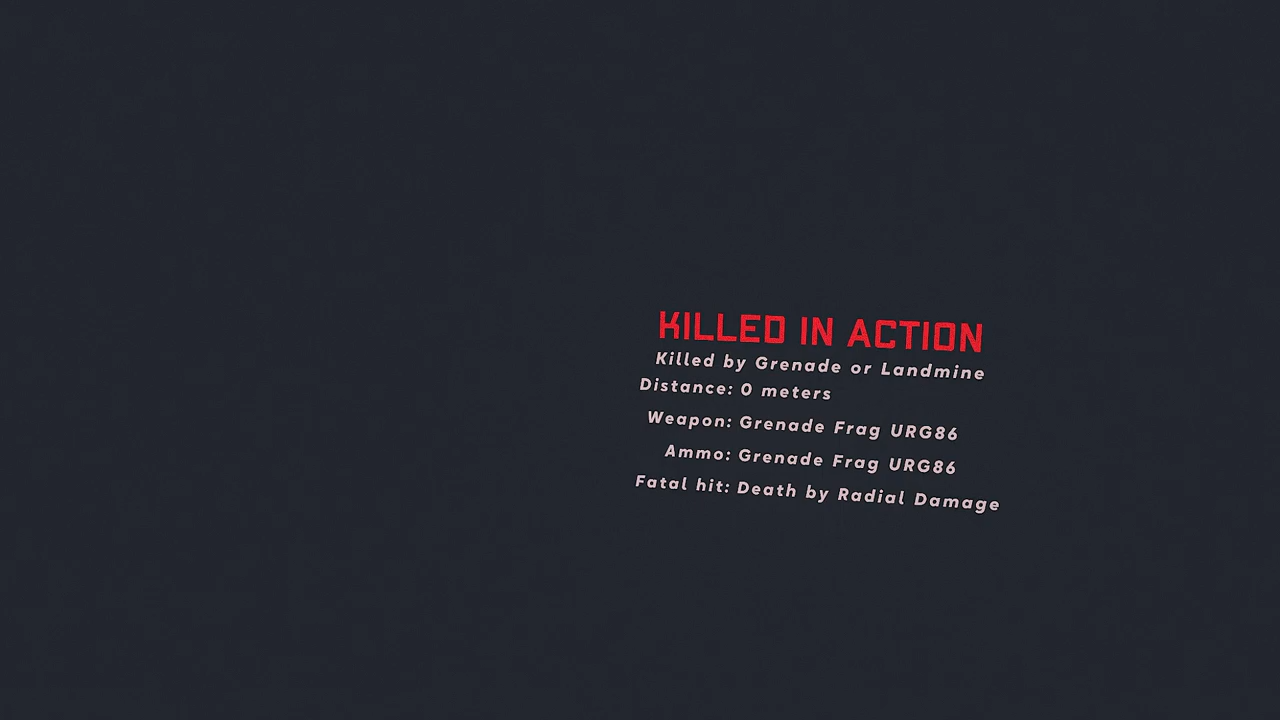 KILLED IN ACTION
Killed by Grenade or Landmine
Distance: 0 meters
Weapon: Grenade Frag URG86
Ammo: Grenade Frag URG86
Fatal hit: Death by Radial Damage